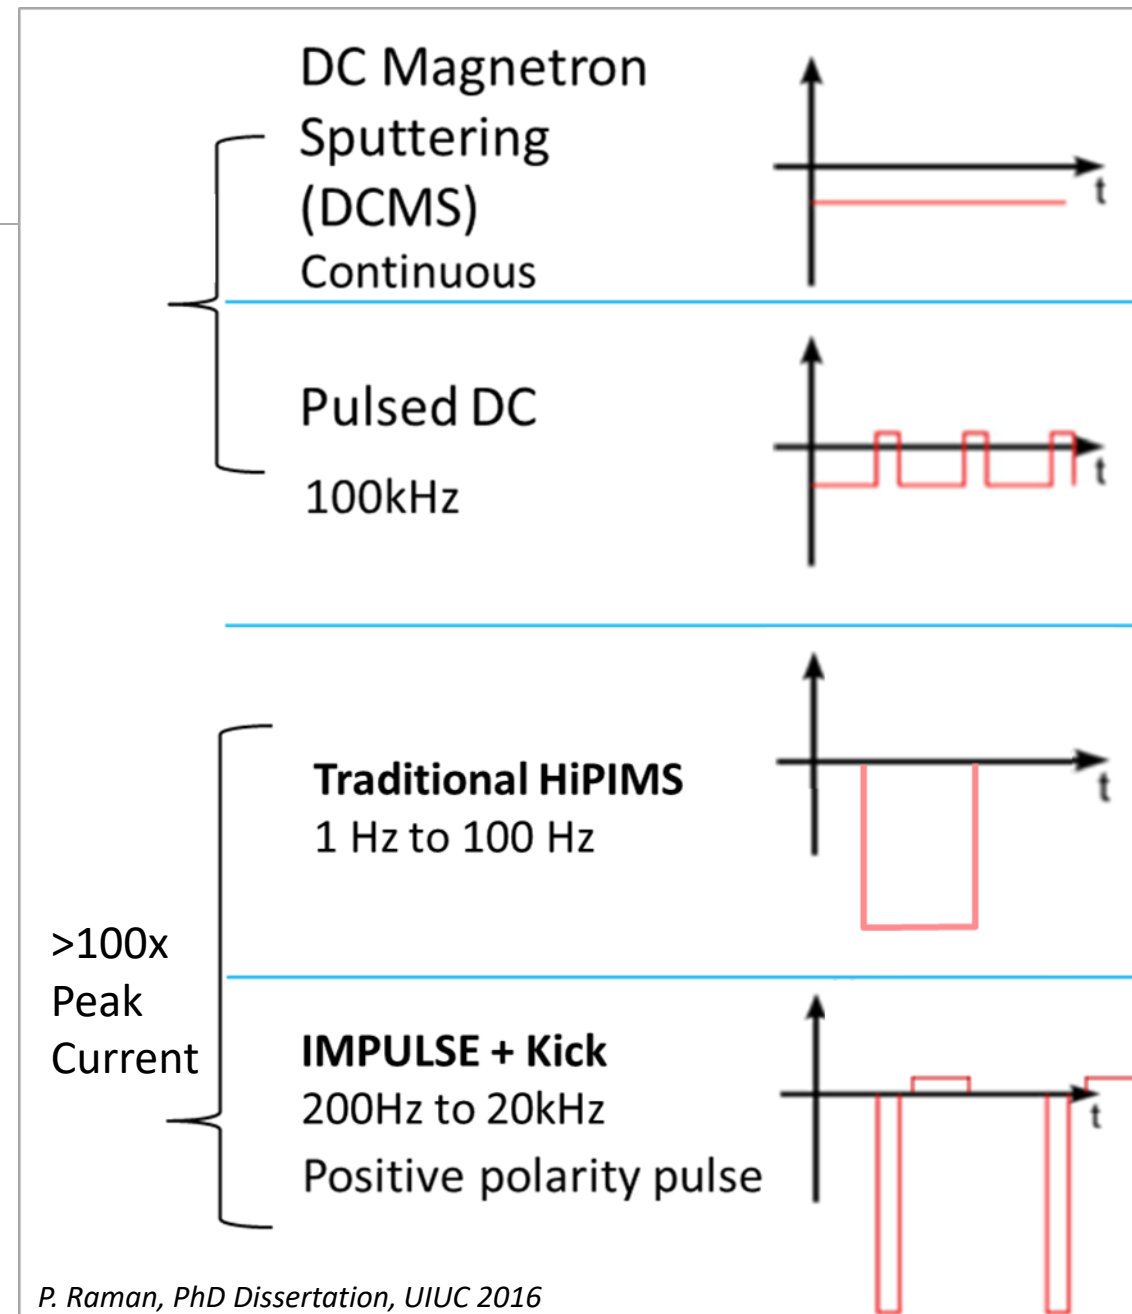 DC Magnetron
Sputtering
(DCMS)
Continuous
t
Pulsed DC
100kHz
t
Traditional HiPIMS
1 Hz to 100 Hz
t
>100x
Peak
Current
IMPULSE + Kick
200Hz to 20kHz
Positive polarity pulse
t
P. Raman, PhD Dissertation, UIUC 2016